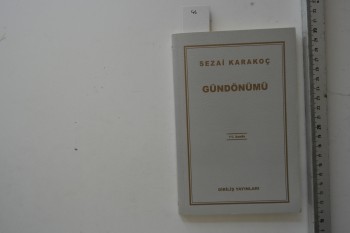 SEZAİ KARAKOÇ
GÜNDÖNÜMÜ
DİRİLİŞ YAYINLARI